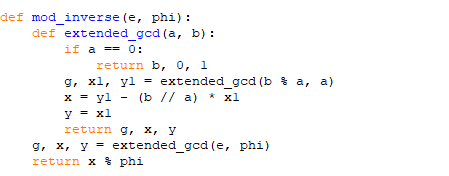 def mod_inverse(e, phi):
    def extended_gcd(a, b):
        if a == 0:
            return b, 0, 1
        g, x1, y1 = extended_gcd(b % a, a)
        x = y1 - (b // a) * x1
        y = x1
        return g, x, y
    g, x, y = extended_gcd(e, phi)
    return x % phi